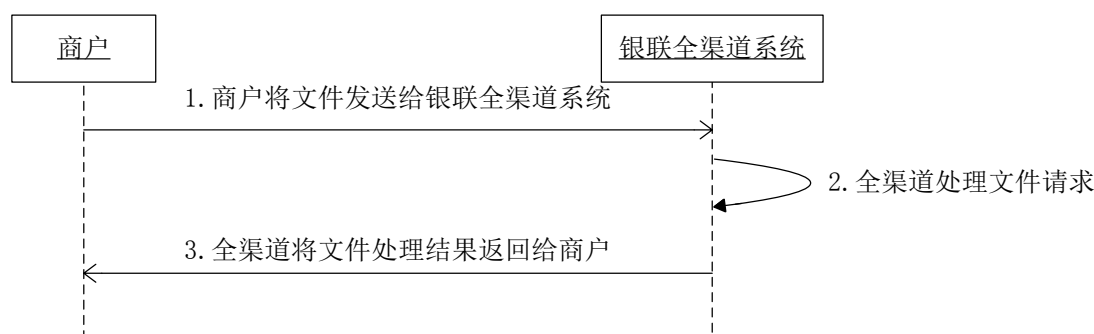 商户
银联全渠道系统
1.商户将文件发送给银联全渠道系统
2.全渠道处理文件请求
3.全渠道将文件处理结果返回给商户